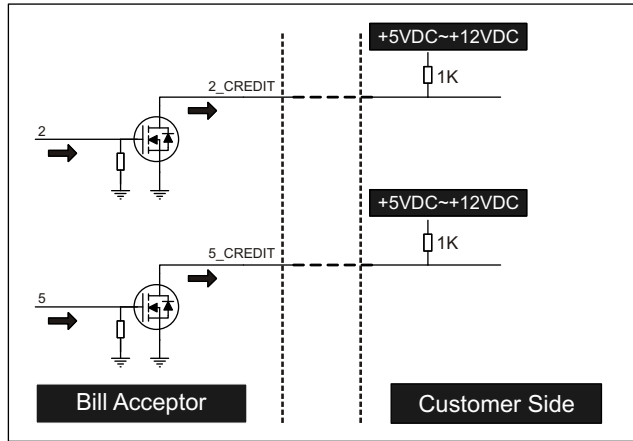 +5VDC~+12VDC
2_CREDIT
1K
2
+5VDC~+12VDC
5_CREDIT
1K
5
Bill Acceptor
Customer Side